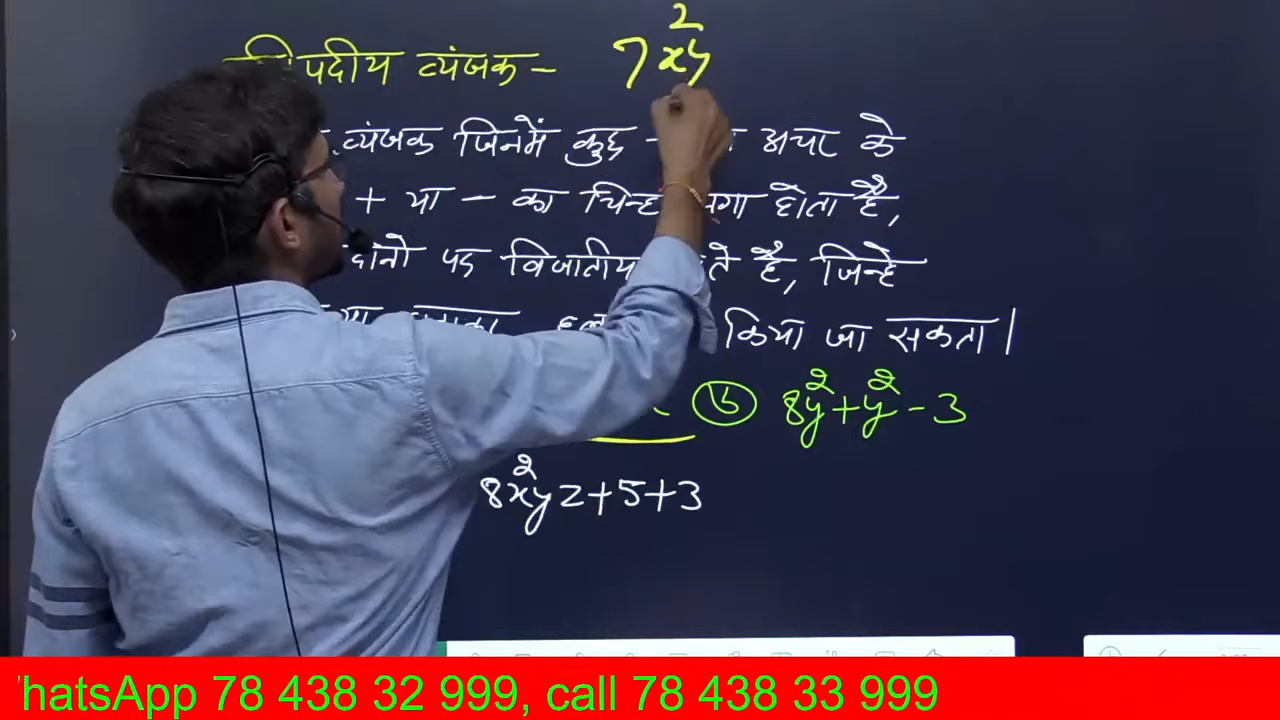 पदीय व्यंजक - 7x²y
व्यंजक जिनमें कुछ - अचर के
+ या - का चिन्ह लगा होता है,
दोनो पद विजातीय होते है, जिन्हे
किया जा सकता।
(b) 8y²+y²-3
8x²yz+5+3
hatsApp 78 438 32 999, call 78 438 33 999